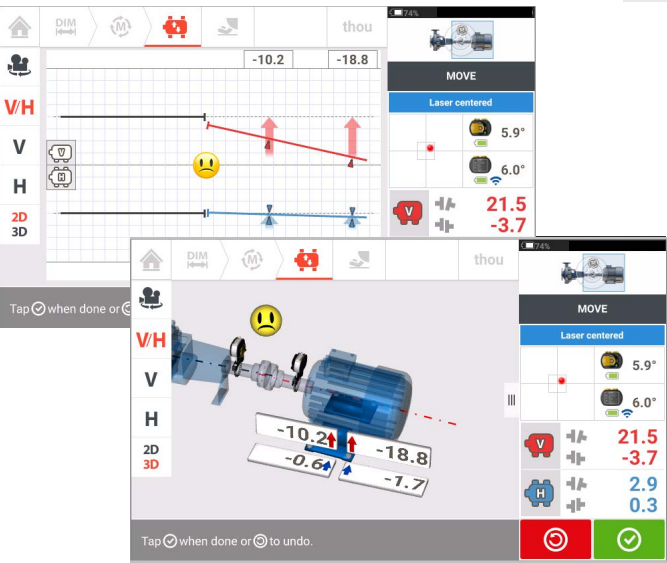 74%
DIM
M
thou
-10.2 -18.8
MOVE
Laser centered
5.9°
6.0°
V/H
V
H
2D
3D
V
H
V
21.5
-3.7
Tap when done or
74%
DIM
M
thou
MOVE
Laser centered
5.9°
6.0°
V/H
V
H
2D
3D
-10.2
-18.8
-0.6
-1.7
V
21.5
-3.7
H
2.9
0.3
Tap when done or to undo.